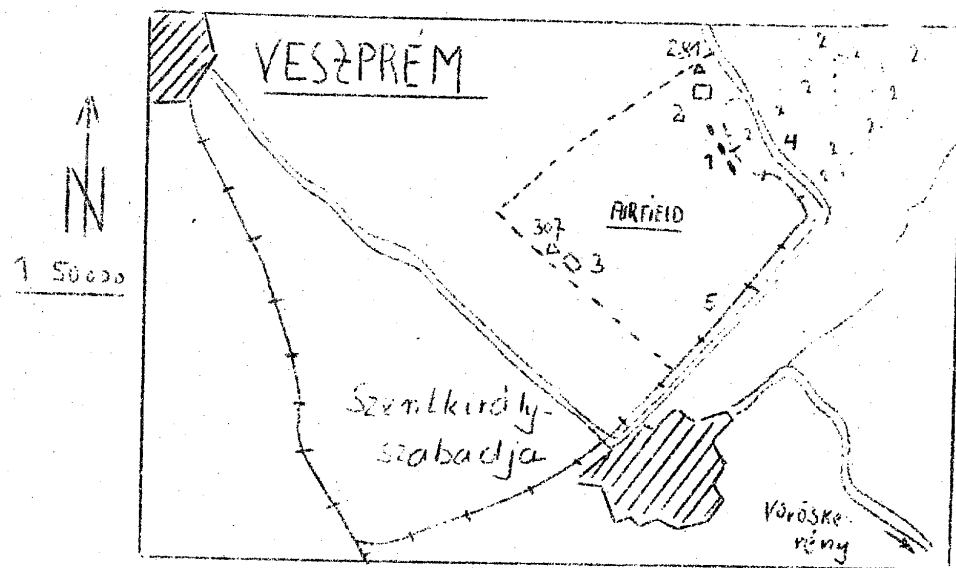 VESZPRÉM
281
2
4
1
N
AIRFIELD
307
3
1 50000
5
Szentkirály-
szabadja
Vöröske-
rény